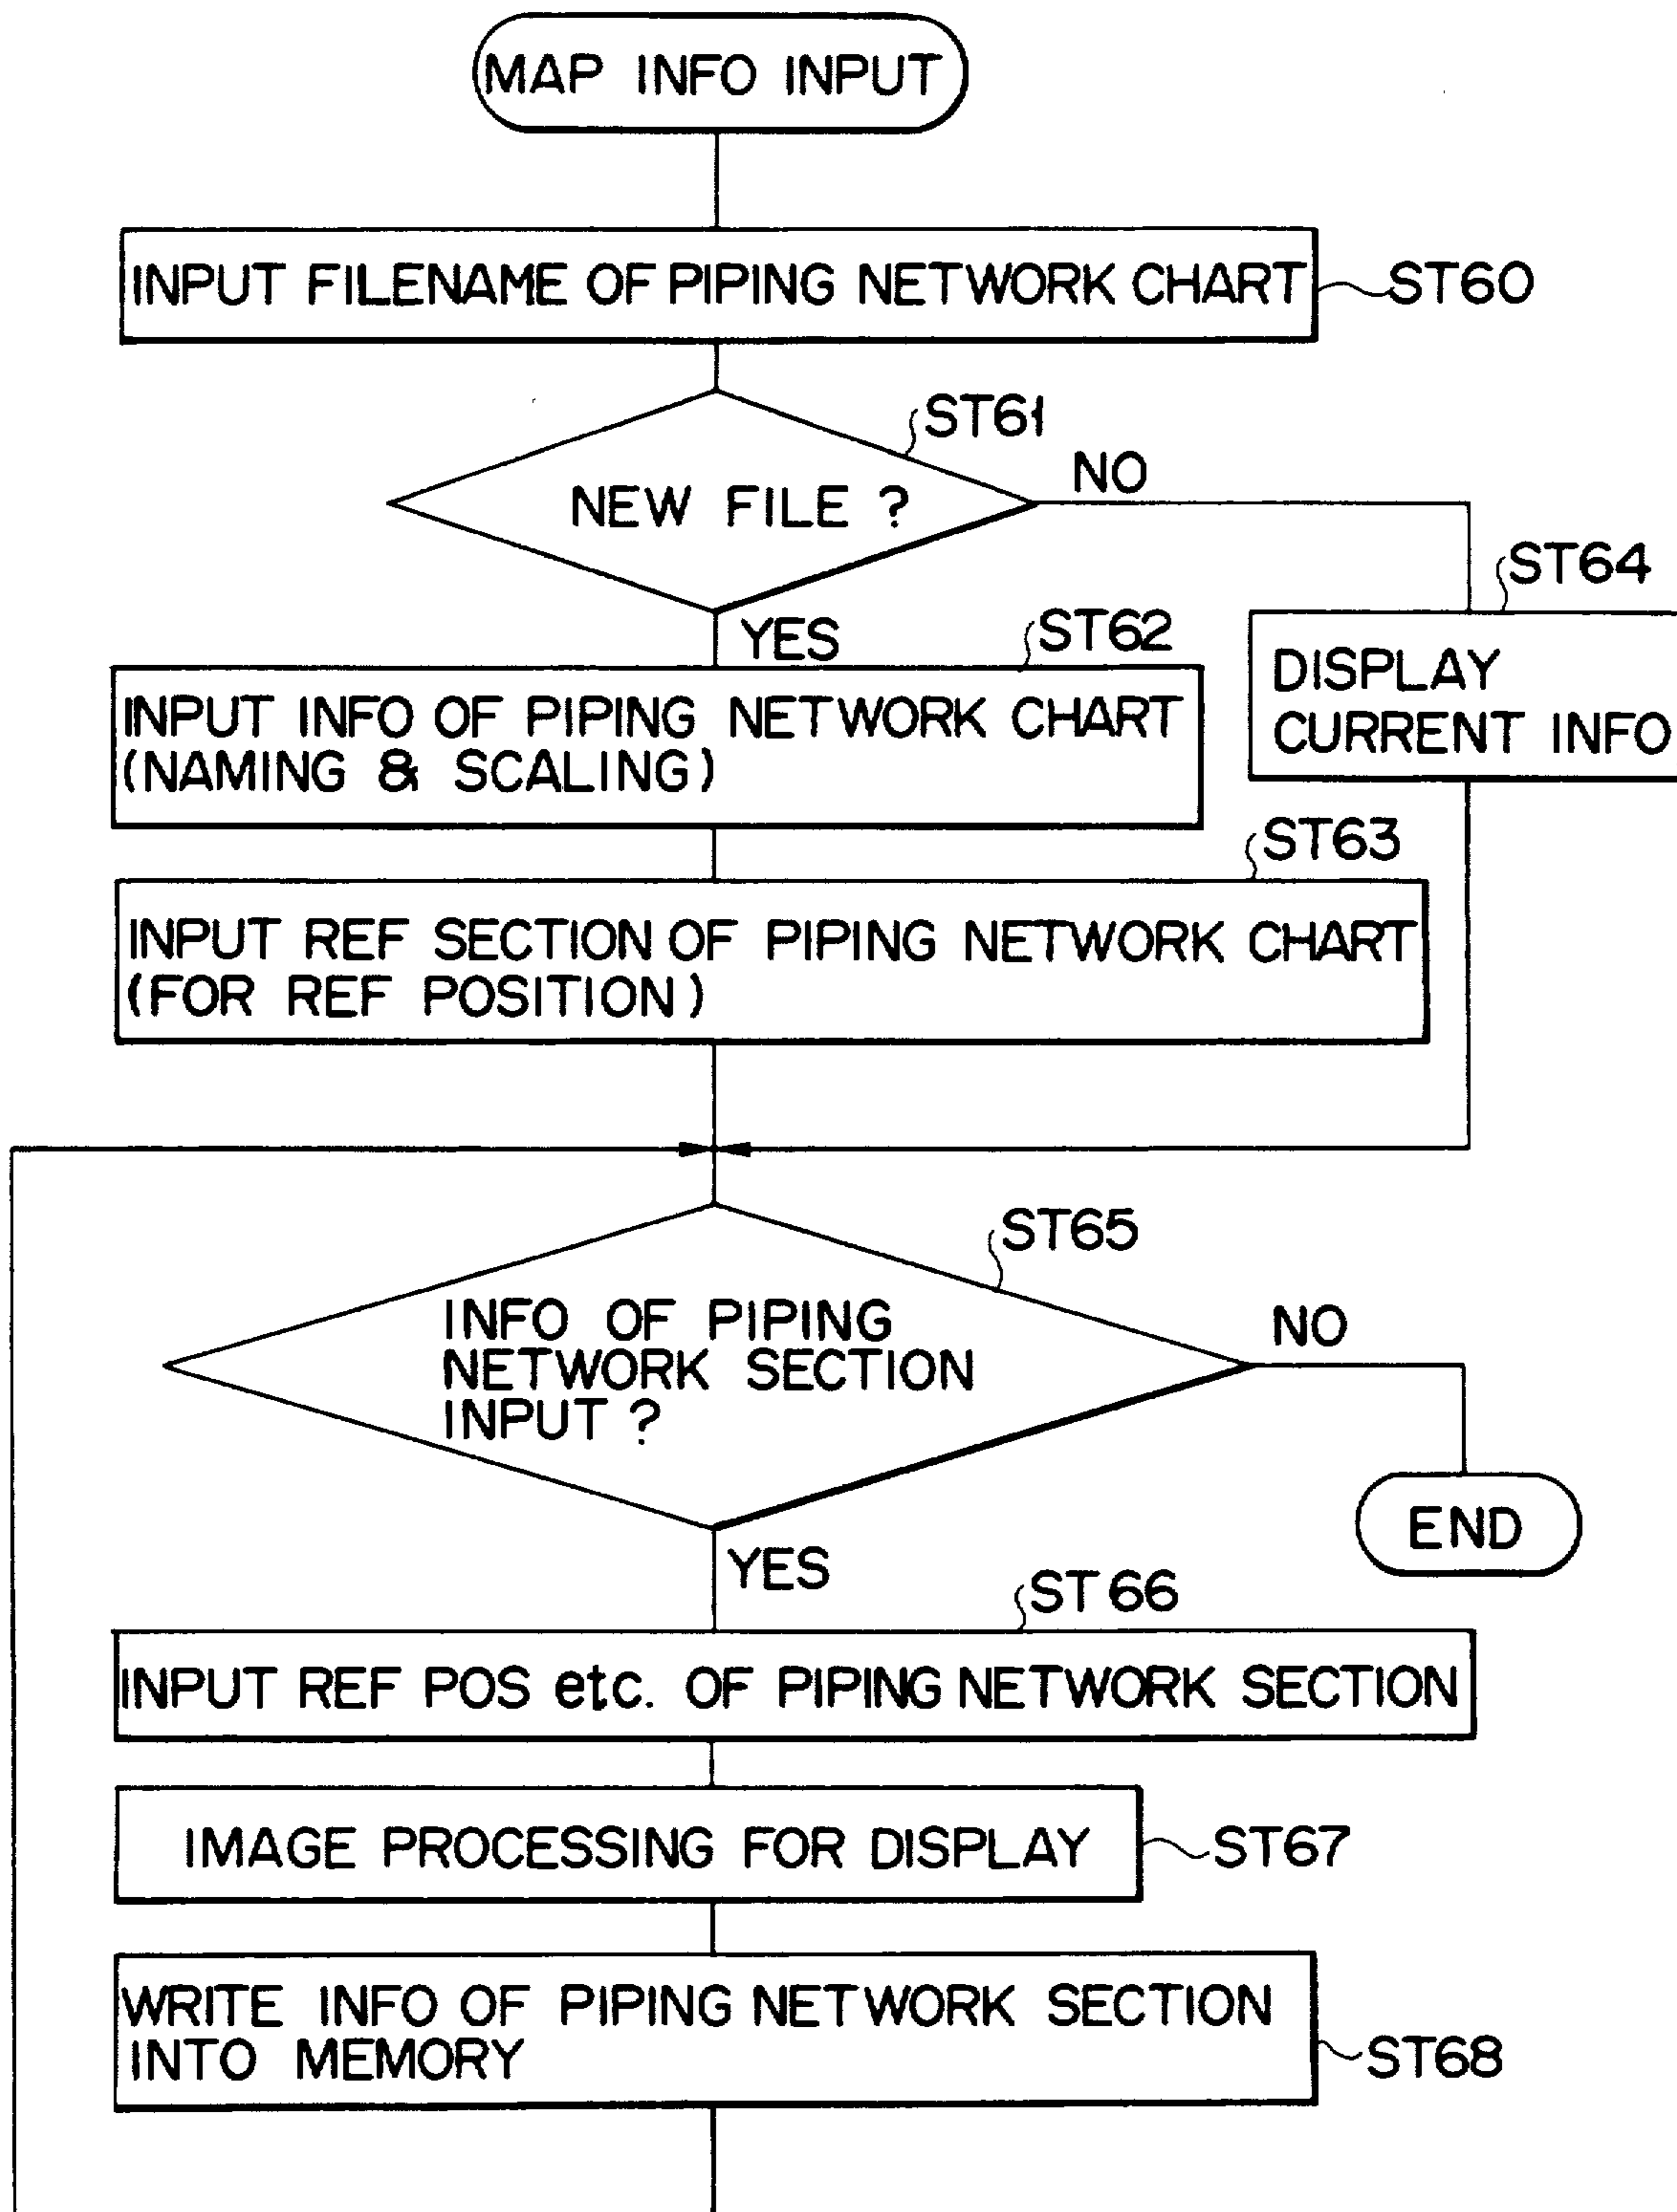 MAP INFO INPUT
INPUT FILENAME OF PIPING NETWORK CHART
ST60
ST61
NEW FILE ?
NO
ST64
YES
ST62
DISPLAY
CURRENT INFO
INPUT INFO OF PIPING NETWORK CHART
(NAMING & SCALING)
ST63
INPUT REF SECTION OF PIPING NETWORK CHART
(FOR REF POSITION)
ST65
INFO OF PIPING
NETWORK SECTION
INPUT ?
NO
END
YES
ST66
INPUT REF POS etc. OF PIPING NETWORK SECTION
IMAGE PROCESSING FOR DISPLAY
ST67
WRITE INFO OF PIPING NETWORK SECTION
INTO MEMORY
ST68